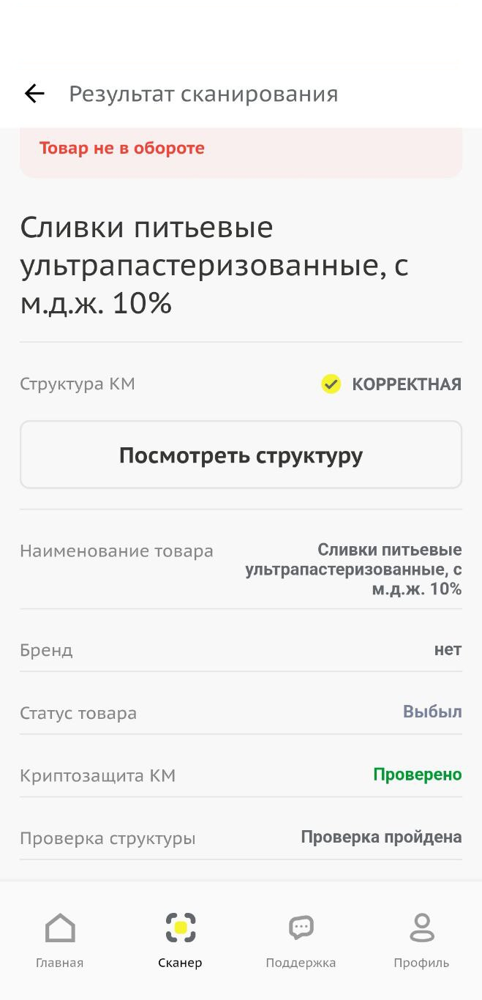 Результат сканирования
Товар не в обороте
Сливки питьевые
ультрапастеризованные, с
м.д.ж. 10%
Структура КМ
КОРРЕКТНАЯ
Посмотреть структуру
Наименование товара
Сливки питьевые
ультрапастеризованные, с
м.д.ж. 10%
Бренд
нет
Статус товара
Выбыл
Криптозащита КМ
Проверено
Проверка структуры
Проверка пройдена
Главная
Сканер
Поддержка
Профиль